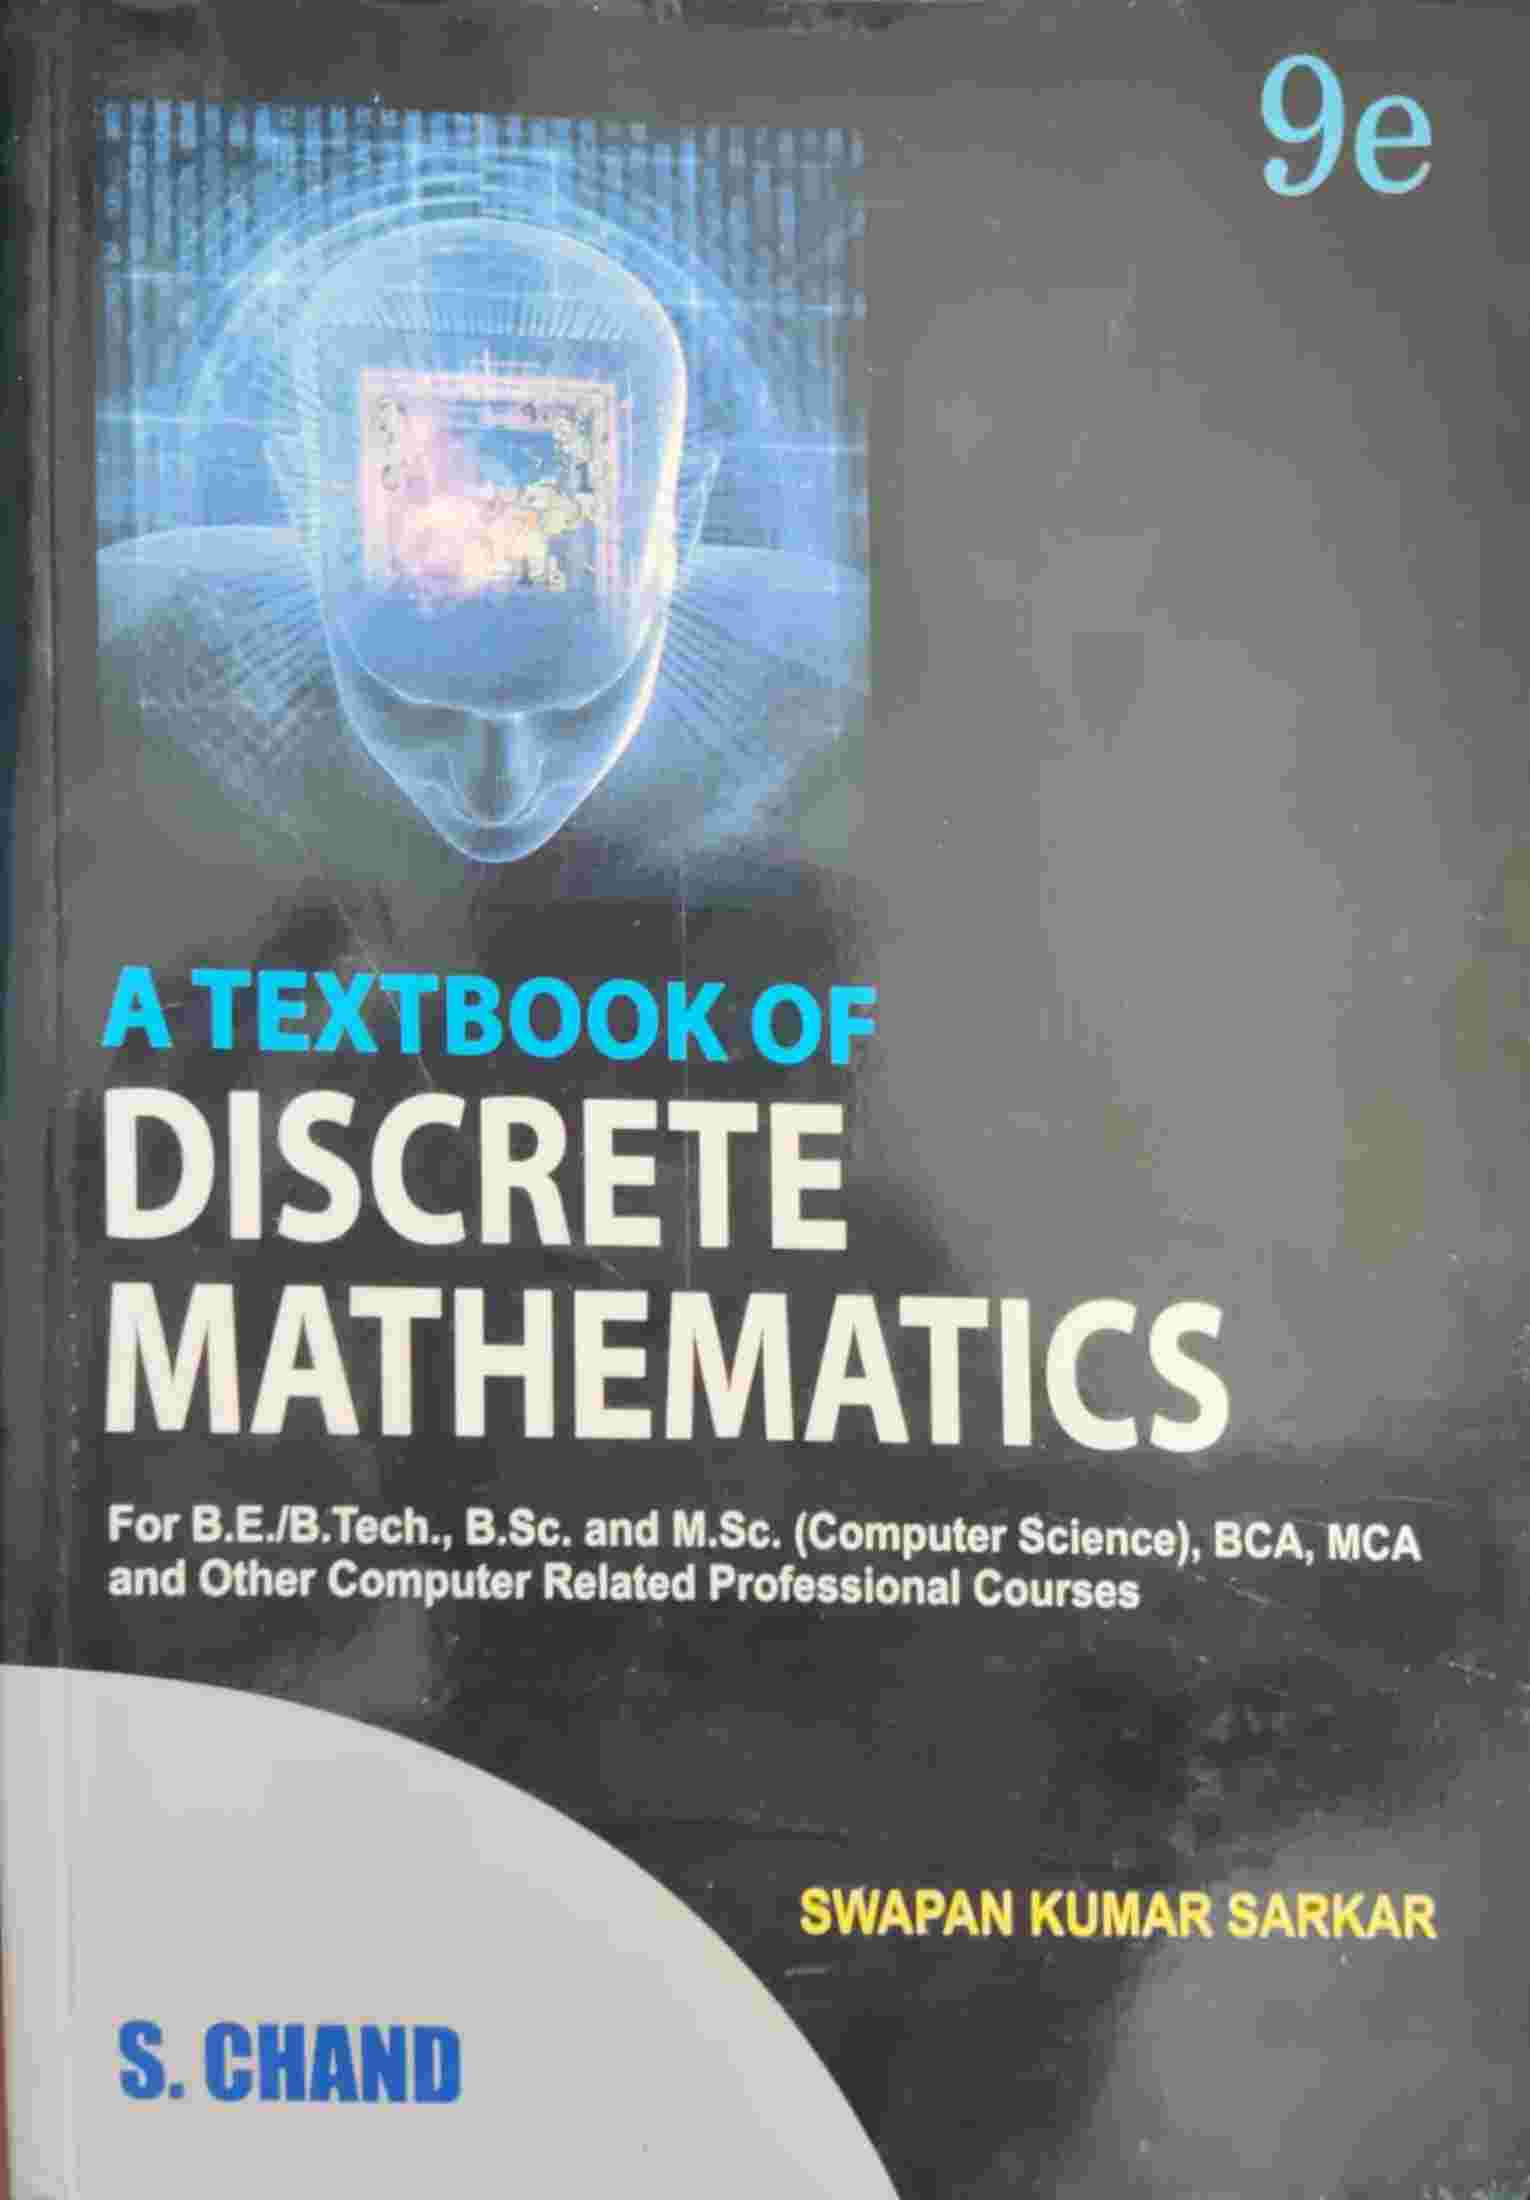 9e
A TEXTBOOK OF
DISCRETE
MATHEMATICS
For B.E./B.Tech., B.Sc. and M.Sc. (Computer Science), BCA, MCA
and Other Computer Related Professional Courses
SWAPAN KUMAR SARKAR
S. CHAND